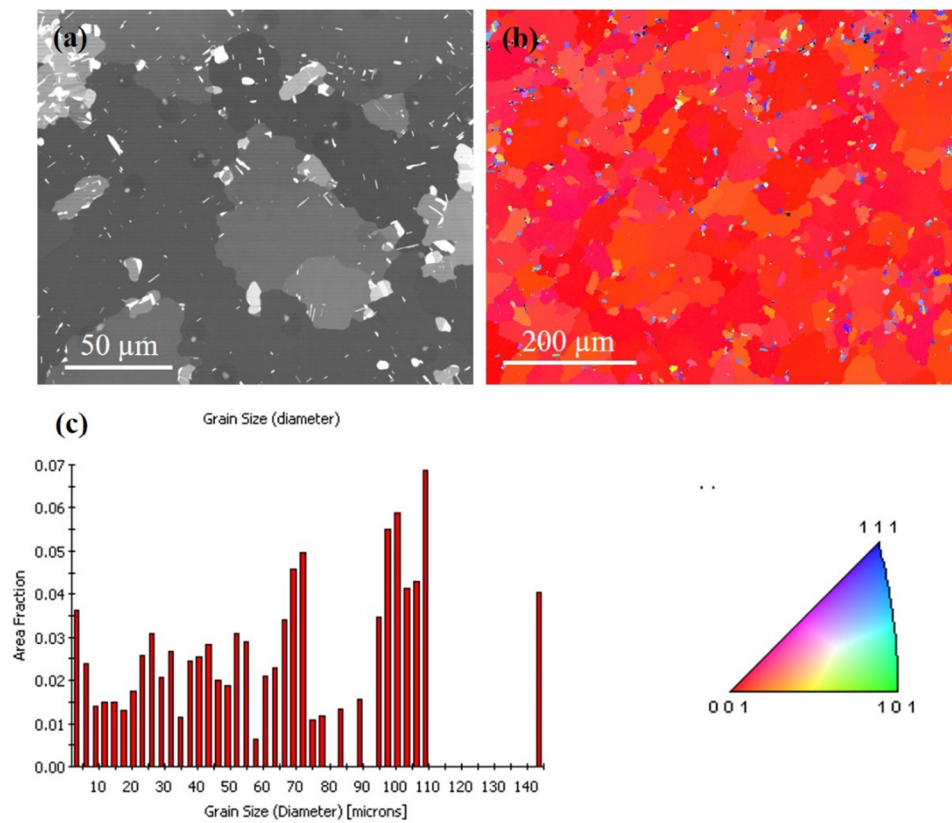 (a)
(b)
50 µm
200 µm
(c)
Grain Size (diameter)
0.07
0.06
0.05
0.04
0.03
0.02
0.01
0.00
Area Fraction
10 20 30 40 50 60 70 80 90 100 110 120 130 140
Grain Size (Diameter) [microns]
1 1 1
0 0 1
1 0 1